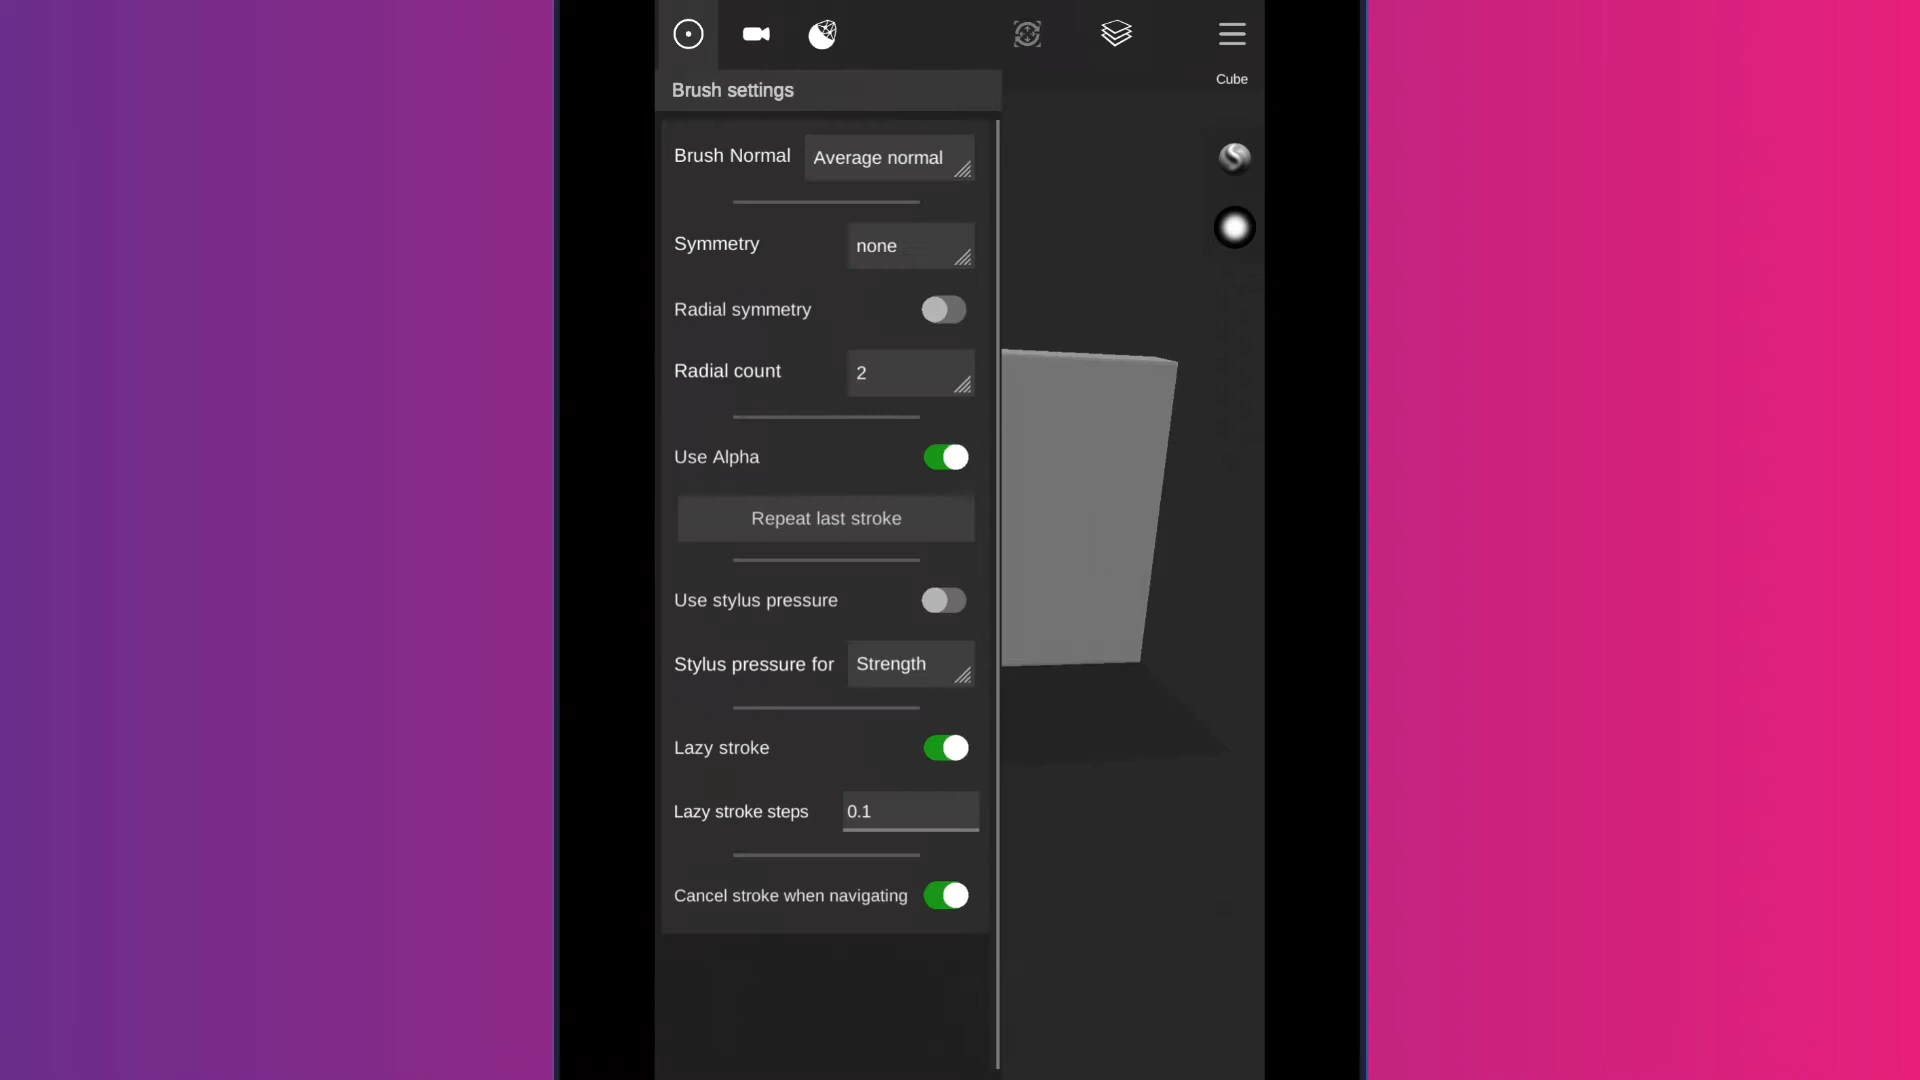 Cube
Brush settings
Brush Normal
Average normal
Symmetry
none
Radial symmetry
Radial count
2
Use Alpha
Repeat last stroke
Use stylus pressure
Stylus pressure for
Strength
Lazy stroke
Lazy stroke steps
0.1
Cancel stroke when navigating